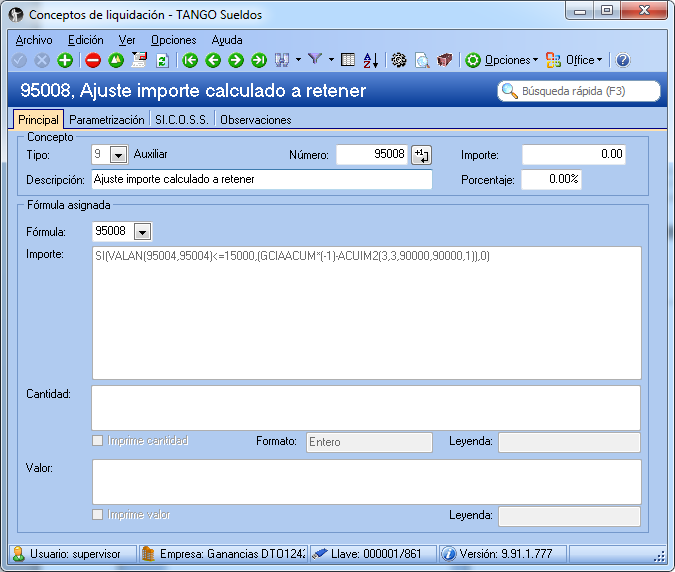 Conceptos de liquidación - TANGO Sueldos
Archivo Edición Ver Opciones Ayuda
Opciones Office
95008, Ajuste importe calculado a retener
Búsqueda rápida (F3)
Principal Parametrización SI.C.O.S.S. Observaciones
Concepto
Tipo: 9 Auxiliar Número: 95008 +1 Importe: 0.00
Descripción: Ajuste importe calculado a retener Porcentaje: 0.00%
Fórmula asignada
Fórmula: 95008
Importe: SI(VALAN(95004,95004)<=15000,(GCIAACUM*(-1)-ACUIM2(3,3,90000,90000,1)),0)
Cantidad:
Imprime cantidad Formato: Entero Leyenda:
Valor:
Imprime valor Leyenda:
Usuario: supervisor Empresa: Ganancias DTO1242 Llave: 000001/861 Versión: 9.91.1.777